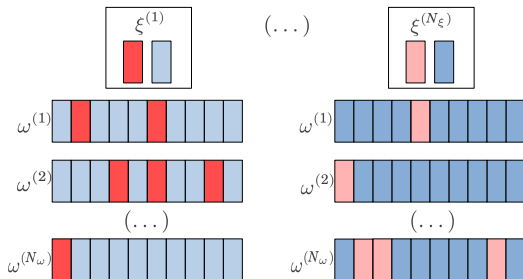 ξ^{(1)} (...) ξ^{(N_ξ)}
ω^{(1)} ω^{(1)}
ω^{(2)} ω^{(2)}
(...) (...)
ω^{(N_ω)} ω^{(N_ω)}